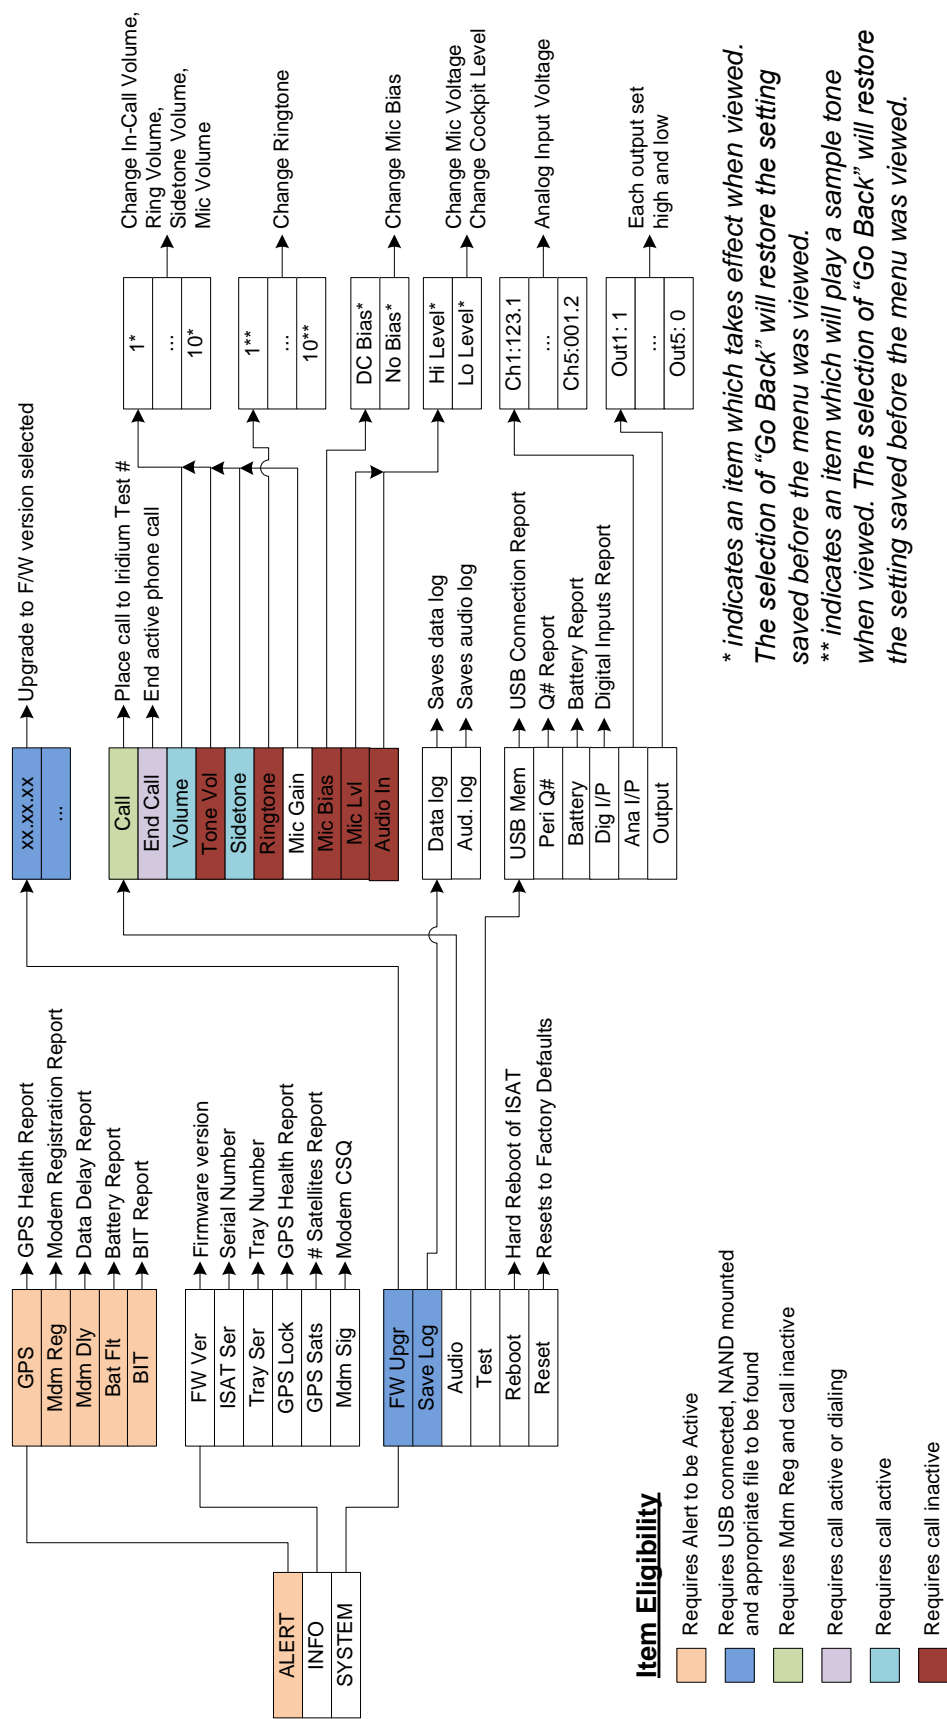 ALERT
INFO
SYSTEM
GPS
Mdm Reg
Mdm Dly
Bat Flt
BIT
GPS Health Report
Modem Registration Report
Data Delay Report
Battery Report
BIT Report
FW Ver
ISAT Ser
Tray Ser
GPS Lock
GPS Sats
Mdm Sig
Firmware version
Serial Number
Tray Number
GPS Health Report
# Satellites Report
Modem CSQ
FW Upgr
Save Log
Audio
Test
Reboot
Reset
Hard Reboot of ISAT
Resets to Factory Defaults
xx.xx.xx
...
Upgrade to F/W version selected
Call
End Call
Volume
Tone Vol
Sidetone
Ringtone
Mic Gain
Mic Bias
Mic Lvl
Audio In
Place call to Iridium Test #
End active phone call
Data log
Aud. log
Saves data log
Saves audio log
USB Mem
Peri Q#
Battery
Dig I/P
Ana I/P
Output
USB Connection Report
Q# Report
Battery Report
Digital Inputs Report
1*
...
10*
Change In-Call Volume,
Ring Volume,
Sidetone Volume,
Mic Volume
1**
...
10**
Change Ringtone
DC Bias*
No Bias*
Change Mic Bias
Hi Level*
Lo Level*
Change Mic Voltage
Change Cockpit Level
Ch1:123.1
...
Ch5:001.2
Analog Input Voltage
Out1: 1
...
Out5: 0
Each output set
high and low
Item Eligibility
Requires Alert to be Active
Requires USB connected, NAND mounted
and appropriate file to be found
Requires Mdm Reg and call inactive
Requires call active or dialing
Requires call active
Requires call inactive
* indicates an item which takes effect when viewed.
The selection of “Go Back” will restore the setting
saved before the menu was viewed.
** indicates an item which will play a sample tone
when viewed. The selection of “Go Back” will restore
the setting saved before the menu was viewed.